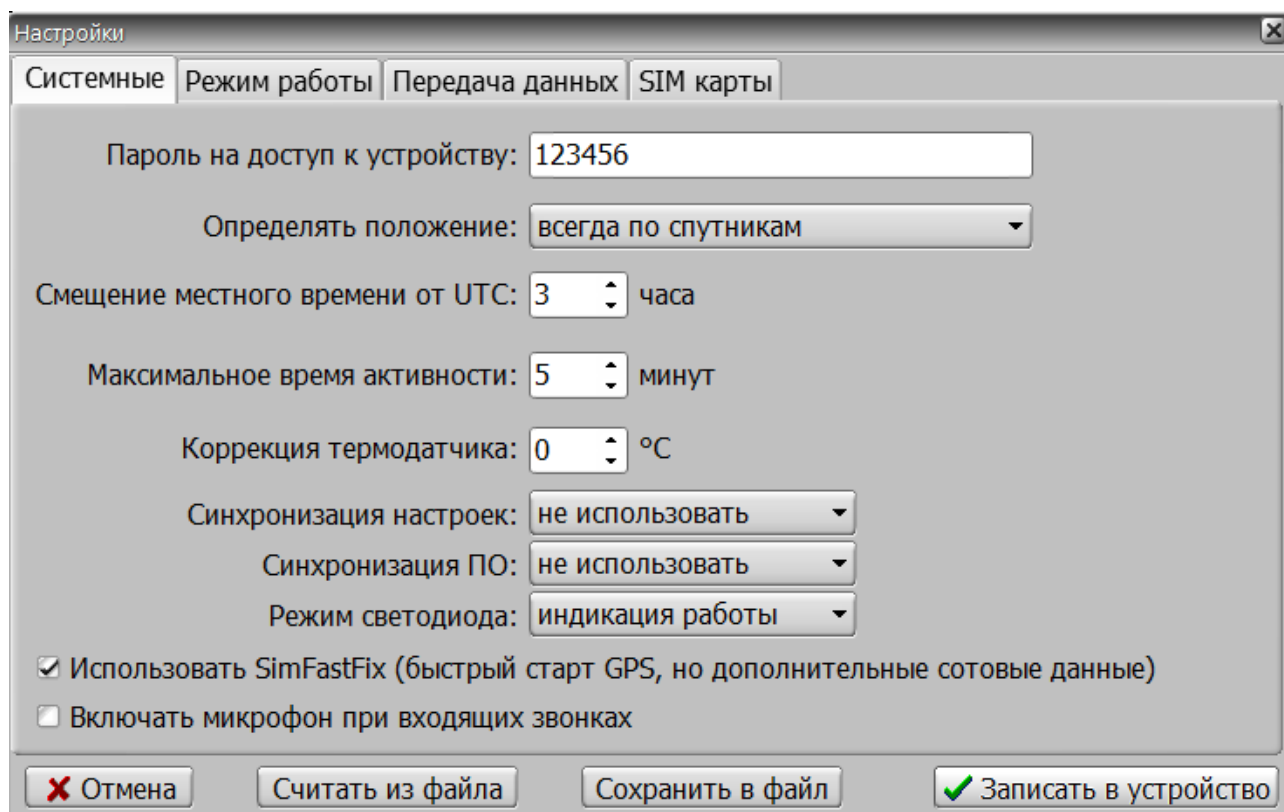 Настройки
Системные Режим работы Передача данных SIM карты
Пароль на доступ к устройству: 123456
Определять положение: всегда по спутникам
Смещение местного времени от UTC: 3 часа
Максимальное время активности: 5 минут
Коррекция термодатчика: 0 °C
Синхронизация настроек: не использовать
Синхронизация ПО: не использовать
Режим светодиода: индикация работы
Использовать SimFastFix (быстрый старт GPS, но дополнительные сотовые данные)
Включать микрофон при входящих звонках
Отмена Считать из файла Сохранить в файл Записать в устройство